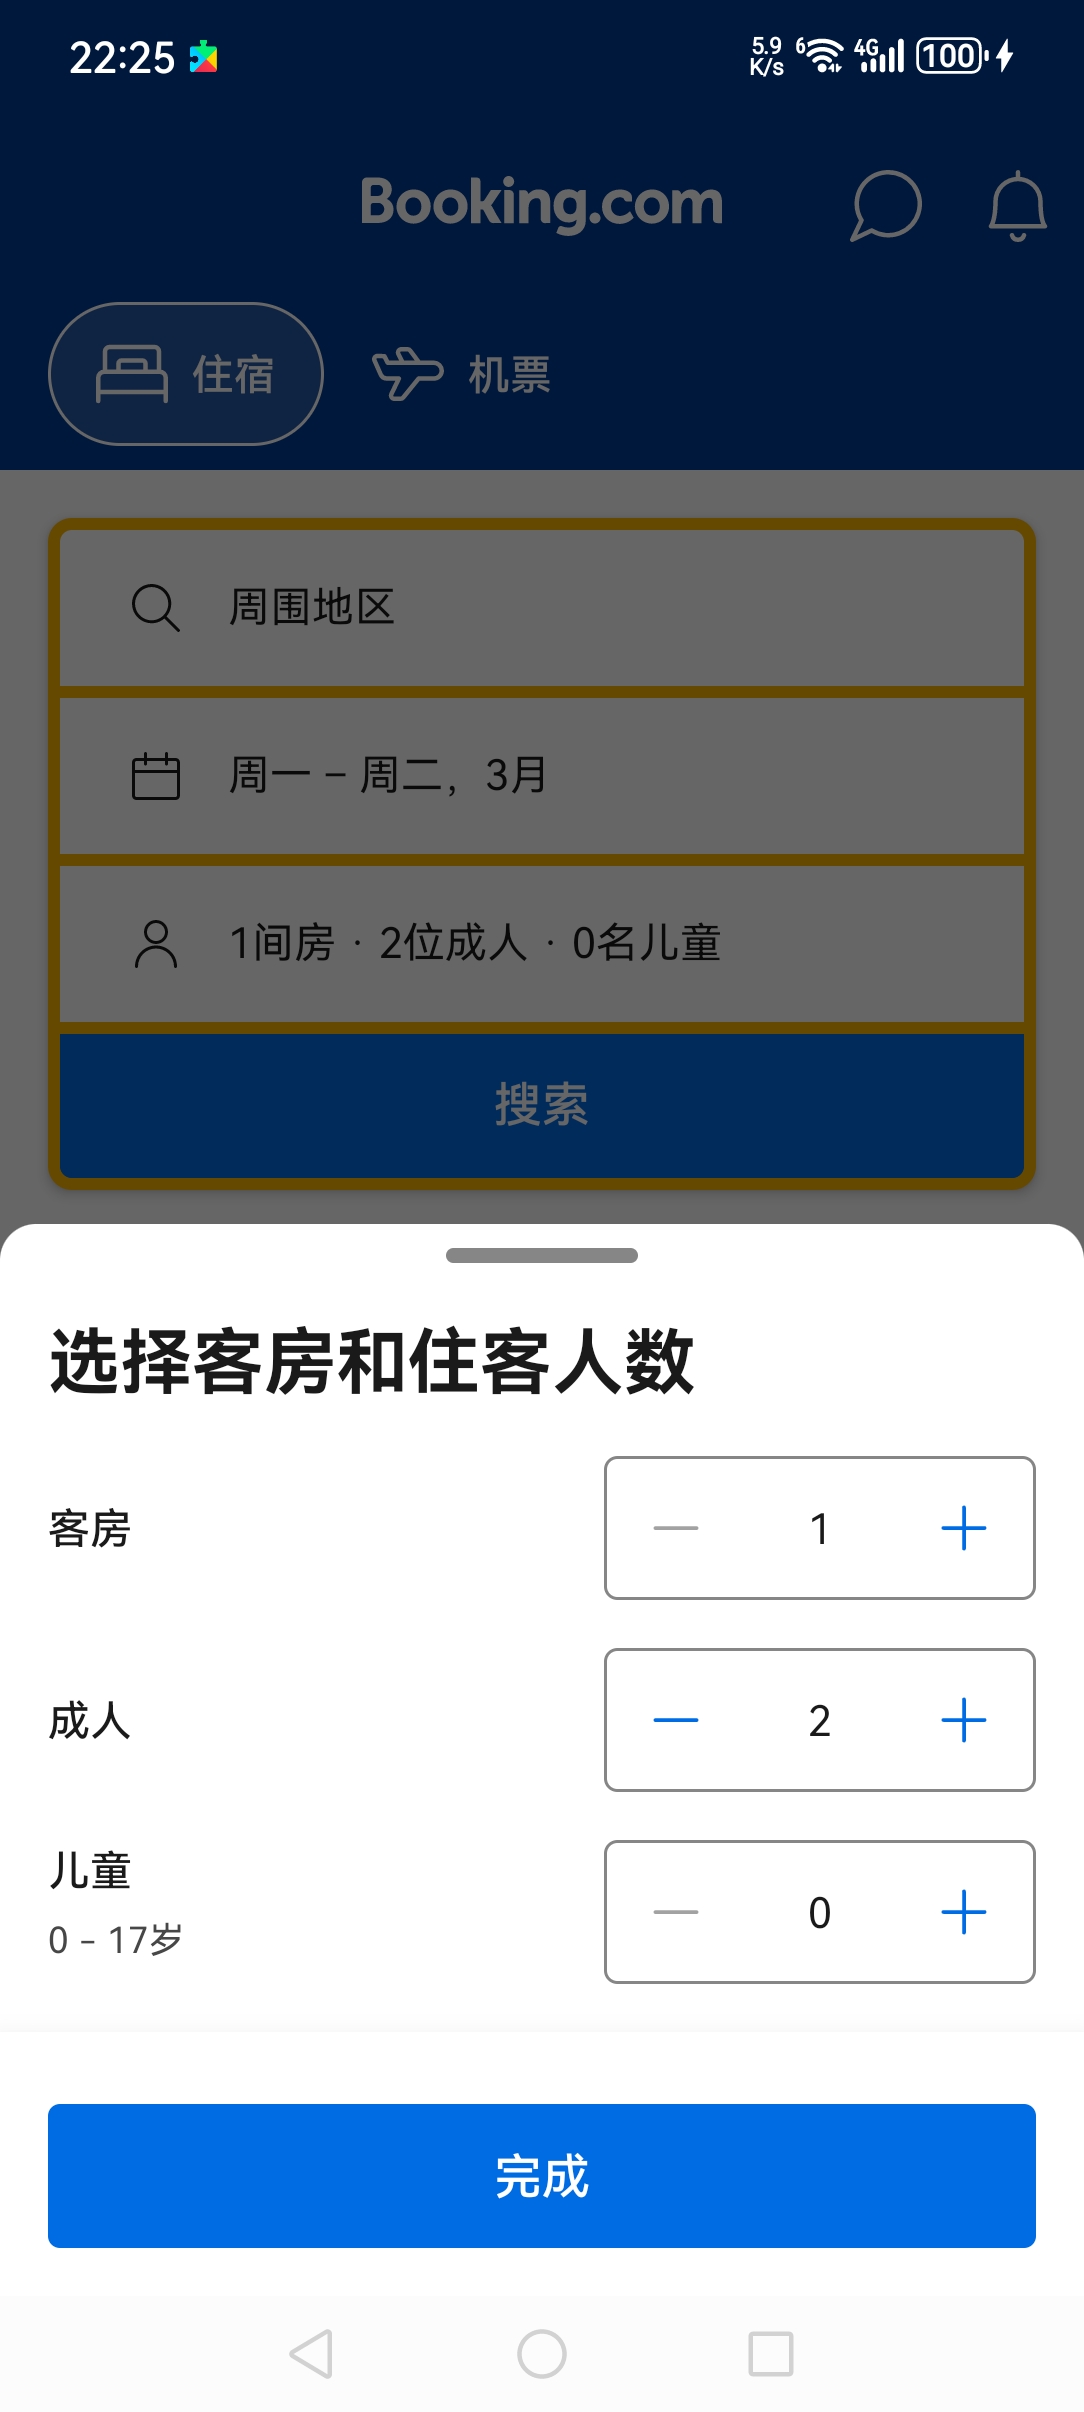 22:25
5.9 K/s 6 4G 100
Booking.com
住宿 机票
周围地区
周一 – 周二，3月
1间房 · 2位成人 · 0名儿童
搜索
选择客房和住客人数
客房 1
成人 2
儿童
0 – 17岁 0
完成